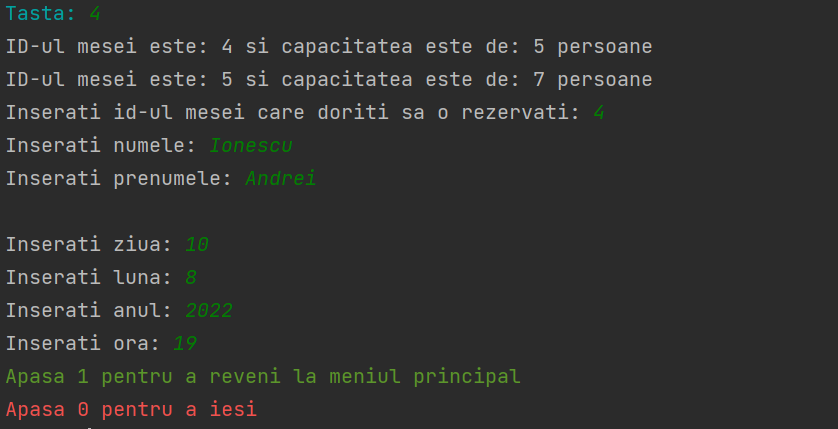 Tasta: 4
ID-ul mesei este: 4 si capacitatea este de: 5 persoane
ID-ul mesei este: 5 si capacitatea este de: 7 persoane
Inserati id-ul mesei care doriti sa o rezervati: 4
Inserati numele: Ionescu
Inserati prenumele: Andrei
Inserati ziua: 10
Inserati luna: 8
Inserati anul: 2022
Inserati ora: 19
Apasa 1 pentru a reveni la meniul principal
Apasa 0 pentru a iesi